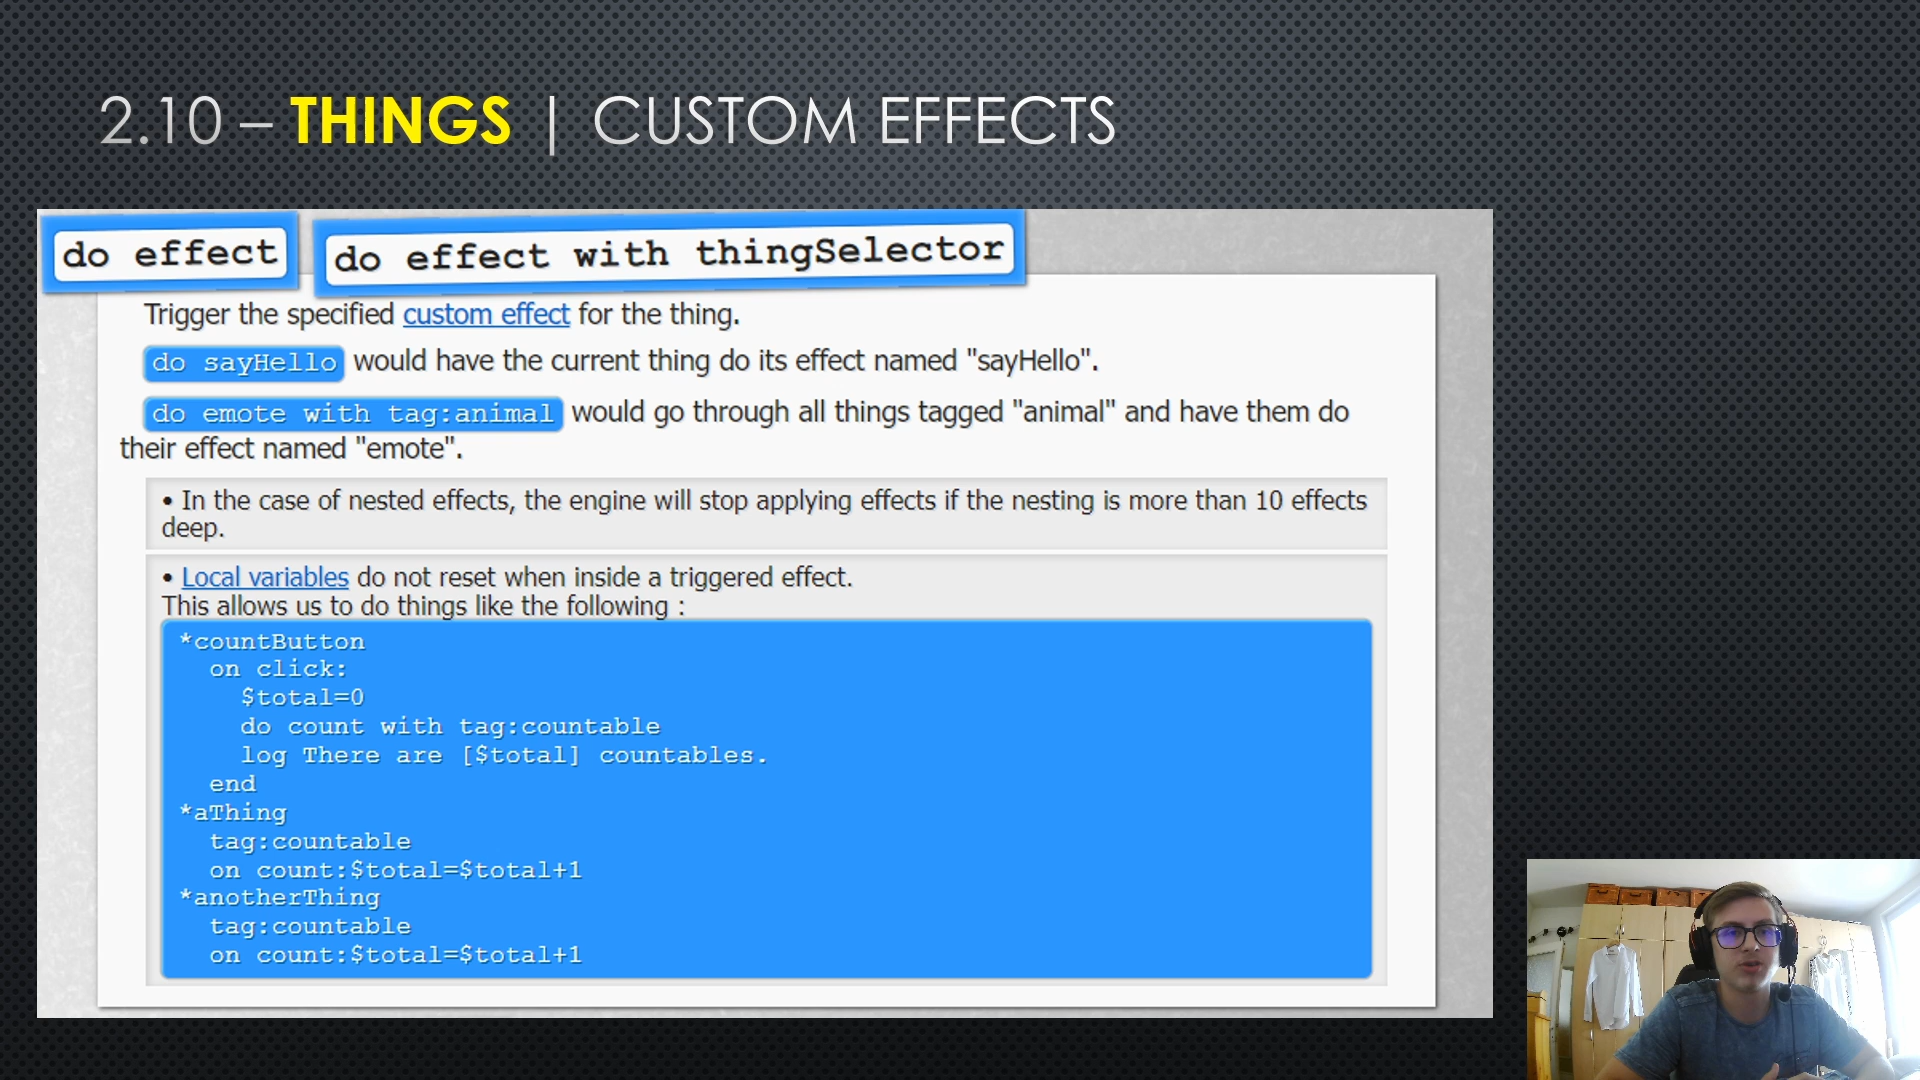 2.10 – THINGS | CUSTOM EFFECTS
do effect
do effect with thingSelector
Trigger the specified custom effect for the thing.
do sayHello would have the current thing do its effect named "sayHello".
do emote with tag:animal would go through all things tagged "animal" and have them do
their effect named "emote".
• In the case of nested effects, the engine will stop applying effects if the nesting is more than 10 effects
deep.
• Local variables do not reset when inside a triggered effect.
This allows us to do things like the following :
*countButton
on click:
$total=0
do count with tag:countable
log There are [$total] countables.
end
*aThing
tag:countable
on count:$total=$total+1
*anotherThing
tag:countable
on count:$total=$total+1